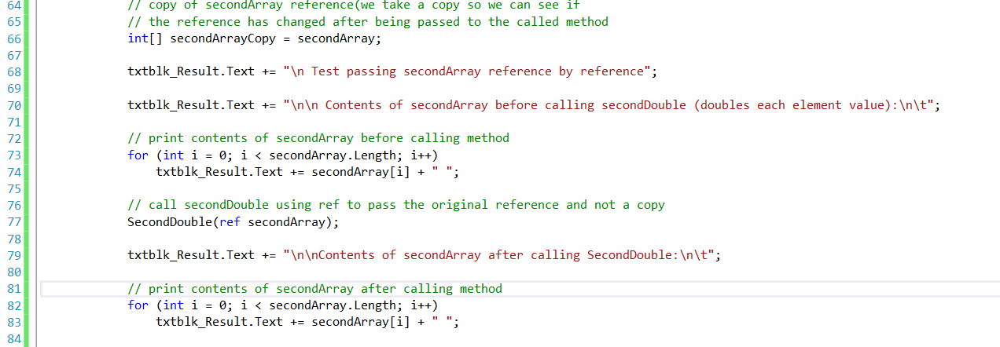 64 // copy of secondArray reference(we take a copy so we can see if
65 // the reference has changed after being passed to the called method
66 int[] secondArrayCopy = secondArray;
67
68 txtblk_Result.Text += "\n Test passing secondArray reference by reference";
69
70 txtblk_Result.Text += "\n\n Contents of secondArray before calling secondDouble (doubles each element value):\n\t";
71
72 // print contents of secondArray before calling method
73 for (int i = 0; i < secondArray.Length; i++)
74 txtblk_Result.Text += secondArray[i] + " ";
75
76 // call secondDouble using ref to pass the original reference and not a copy
77 SecondDouble(ref secondArray);
78
79 txtblk_Result.Text += "\n\nContents of secondArray after calling SecondDouble:\n\t";
80
81 // print contents of secondArray after calling method
82 for (int i = 0; i < secondArray.Length; i++)
83 txtblk_Result.Text += secondArray[i] + " ";
84